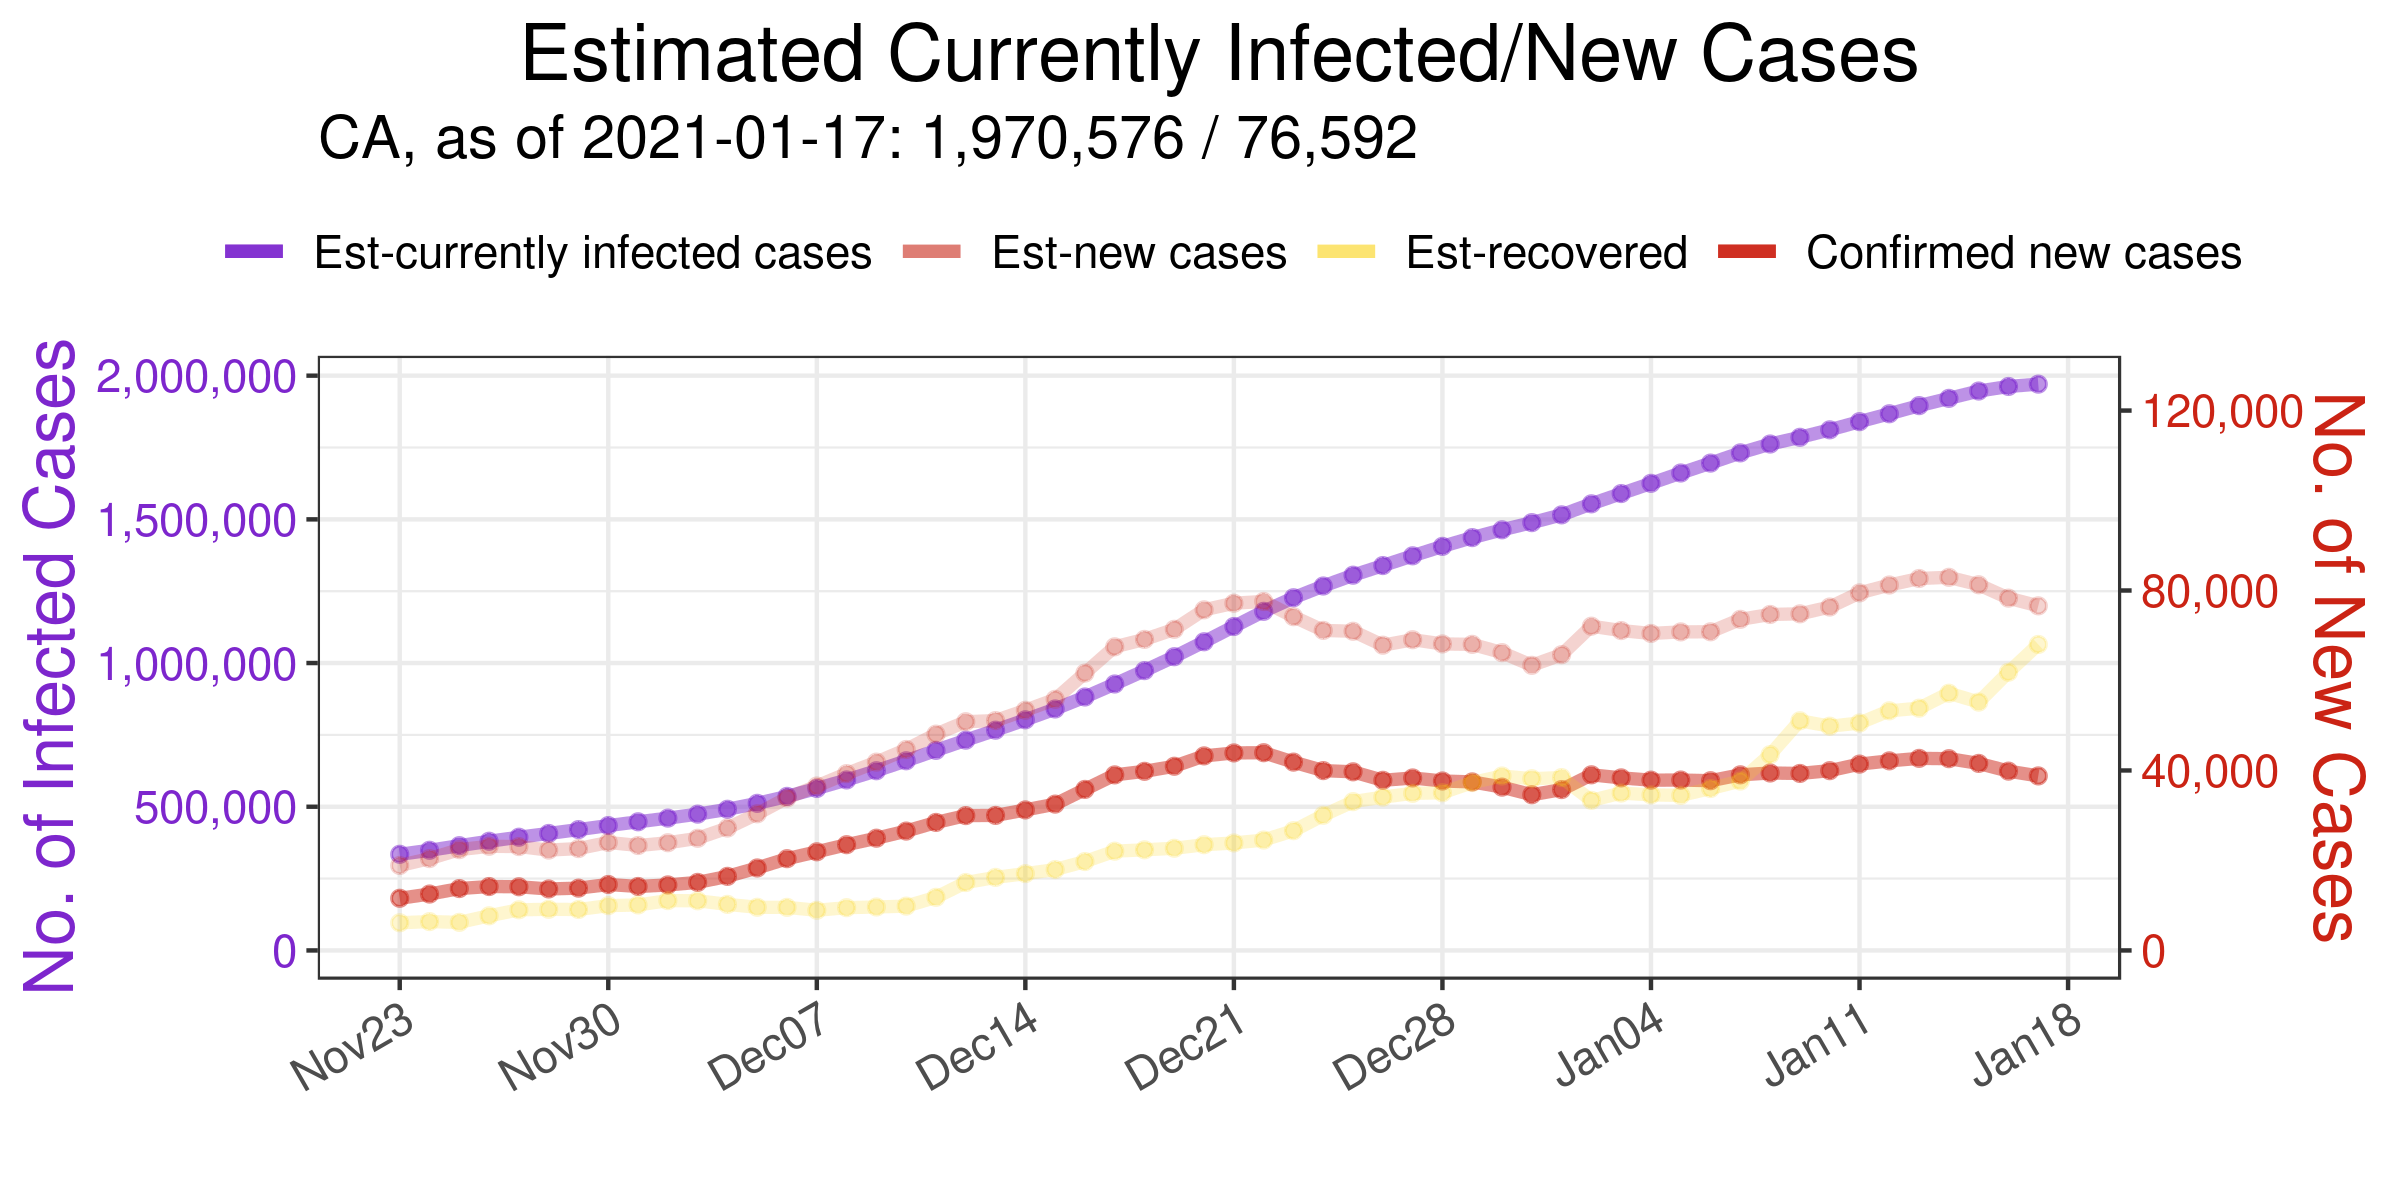 Estimated Currently Infected/New Cases
CA, as of 2021-01-17: 1,970,576 / 76,592
Est-currently infected cases Est-new cases Est-recovered Confirmed new cases
No. of Infected Cases
2,000,000
1,500,000
1,000,000
500,000
0
120,000
80,000
40,000
0
No. of New Cases
Nov23 Nov30 Dec07 Dec14 Dec21 Dec28 Jan04 Jan11 Jan18